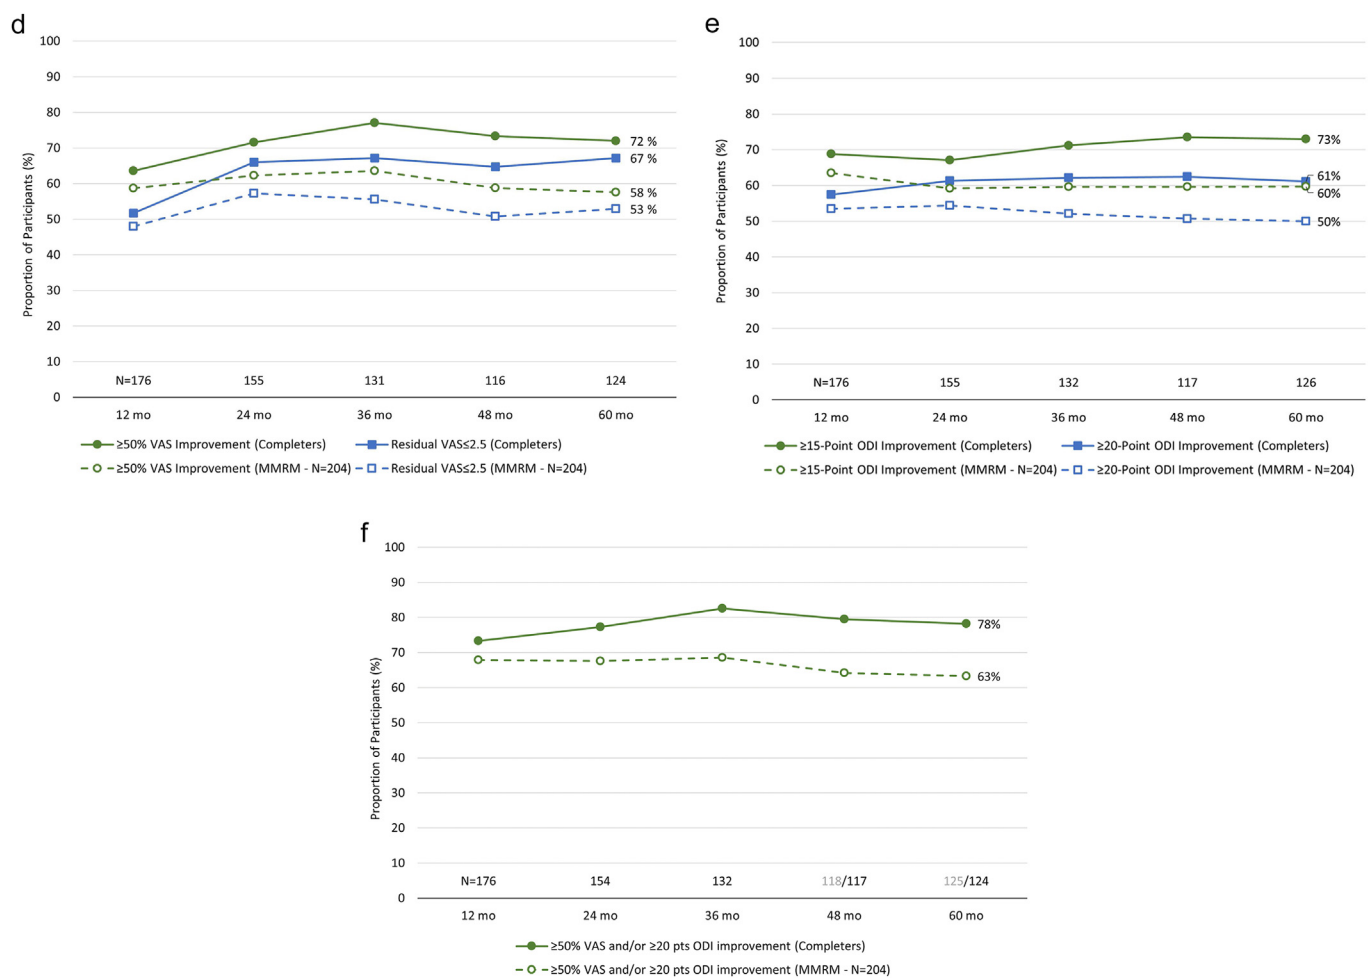 d
Proportion of Participants (%)
100
90
80
70
60
50
40
30
20
10
0
72 %
67 %
58 %
53 %
N=176 155 131 116 124
12 mo 24 mo 36 mo 48 mo 60 mo
≥50% VAS Improvement (Completers) Residual VAS≤2.5 (Completers)
≥50% VAS Improvement (MMRM - N=204) Residual VAS≤2.5 (MMRM - N=204)
e
Proportion of Participants (%)
100
90
80
70
60
50
40
30
20
10
0
73%
61%
60%
50%
N=176 155 132 117 126
12 mo 24 mo 36 mo 48 mo 60 mo
≥15-Point ODI Improvement (Completers) ≥20-Point ODI Improvement (Completers)
≥15-Point ODI Improvement (MMRM - N=204) ≥20-Point ODI Improvement (MMRM - N=204)
f
Proportion of Participants (%)
100
90
80
70
60
50
40
30
20
10
0
78%
63%
N=176 154 132 118/117 125/124
12 mo 24 mo 36 mo 48 mo 60 mo
≥50% VAS and/or ≥20 pts ODI improvement (Completers)
≥50% VAS and/or ≥20 pts ODI improvement (MMRM - N=204)